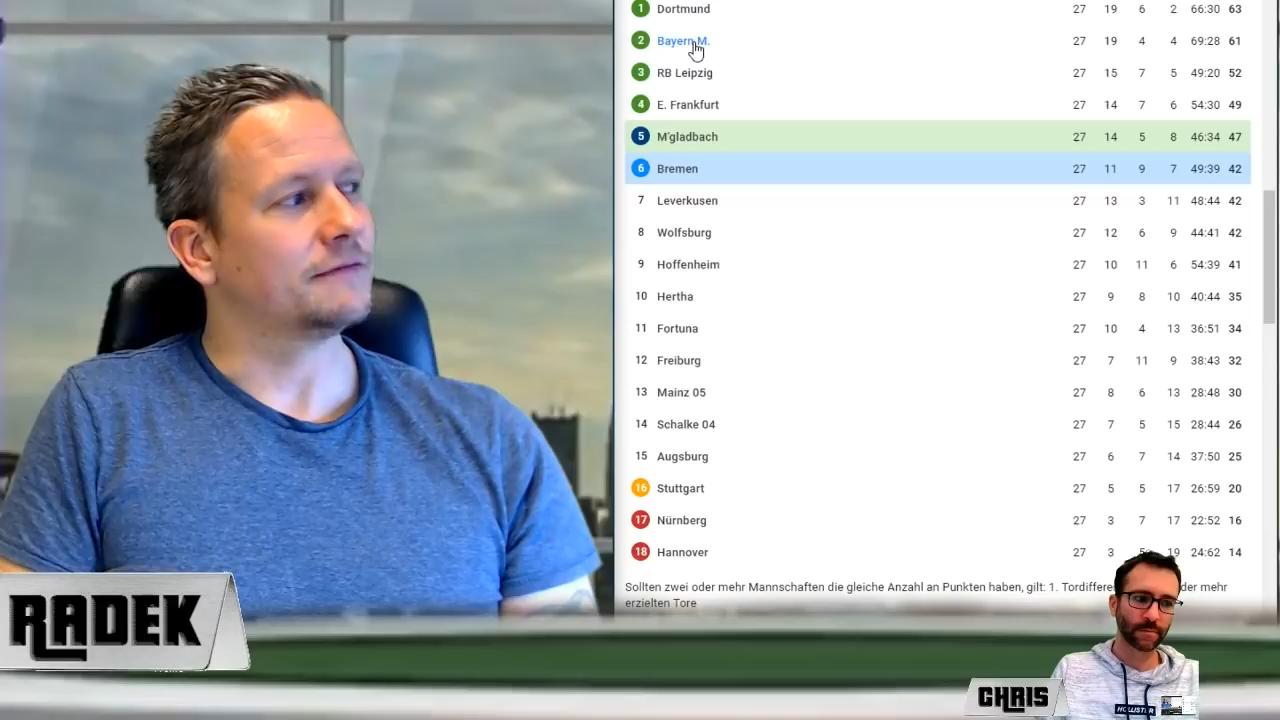 1 Dortmund 27 19 6 2 66:30 63
2 Bayern M. 27 19 4 4 69:28 61
3 RB Leipzig 27 15 7 5 49:20 52
4 E. Frankfurt 27 14 7 6 54:30 49
5 M'gladbach 27 14 5 8 46:34 47
6 Bremen 27 11 9 7 49:39 42
7 Leverkusen 27 13 3 11 48:44 42
8 Wolfsburg 27 12 6 9 44:41 42
9 Hoffenheim 27 10 11 6 54:39 41
10 Hertha 27 9 8 10 40:44 35
11 Fortuna 27 10 4 13 36:51 34
12 Freiburg 27 7 11 9 38:43 32
13 Mainz 05 27 8 6 13 28:48 30
14 Schalke 04 27 7 5 15 28:44 26
15 Augsburg 27 6 7 14 37:50 25
16 Stuttgart 27 5 5 17 26:59 20
17 Nürnberg 27 3 7 17 22:52 16
18 Hannover 27 3 5 19 24:62 14
Sollten zwei oder mehr Mannschaften die gleiche Anzahl an Punkten haben, gilt: 1. der mehr
erzielten Tore
RADEK
CHRIS
HOLLISTER